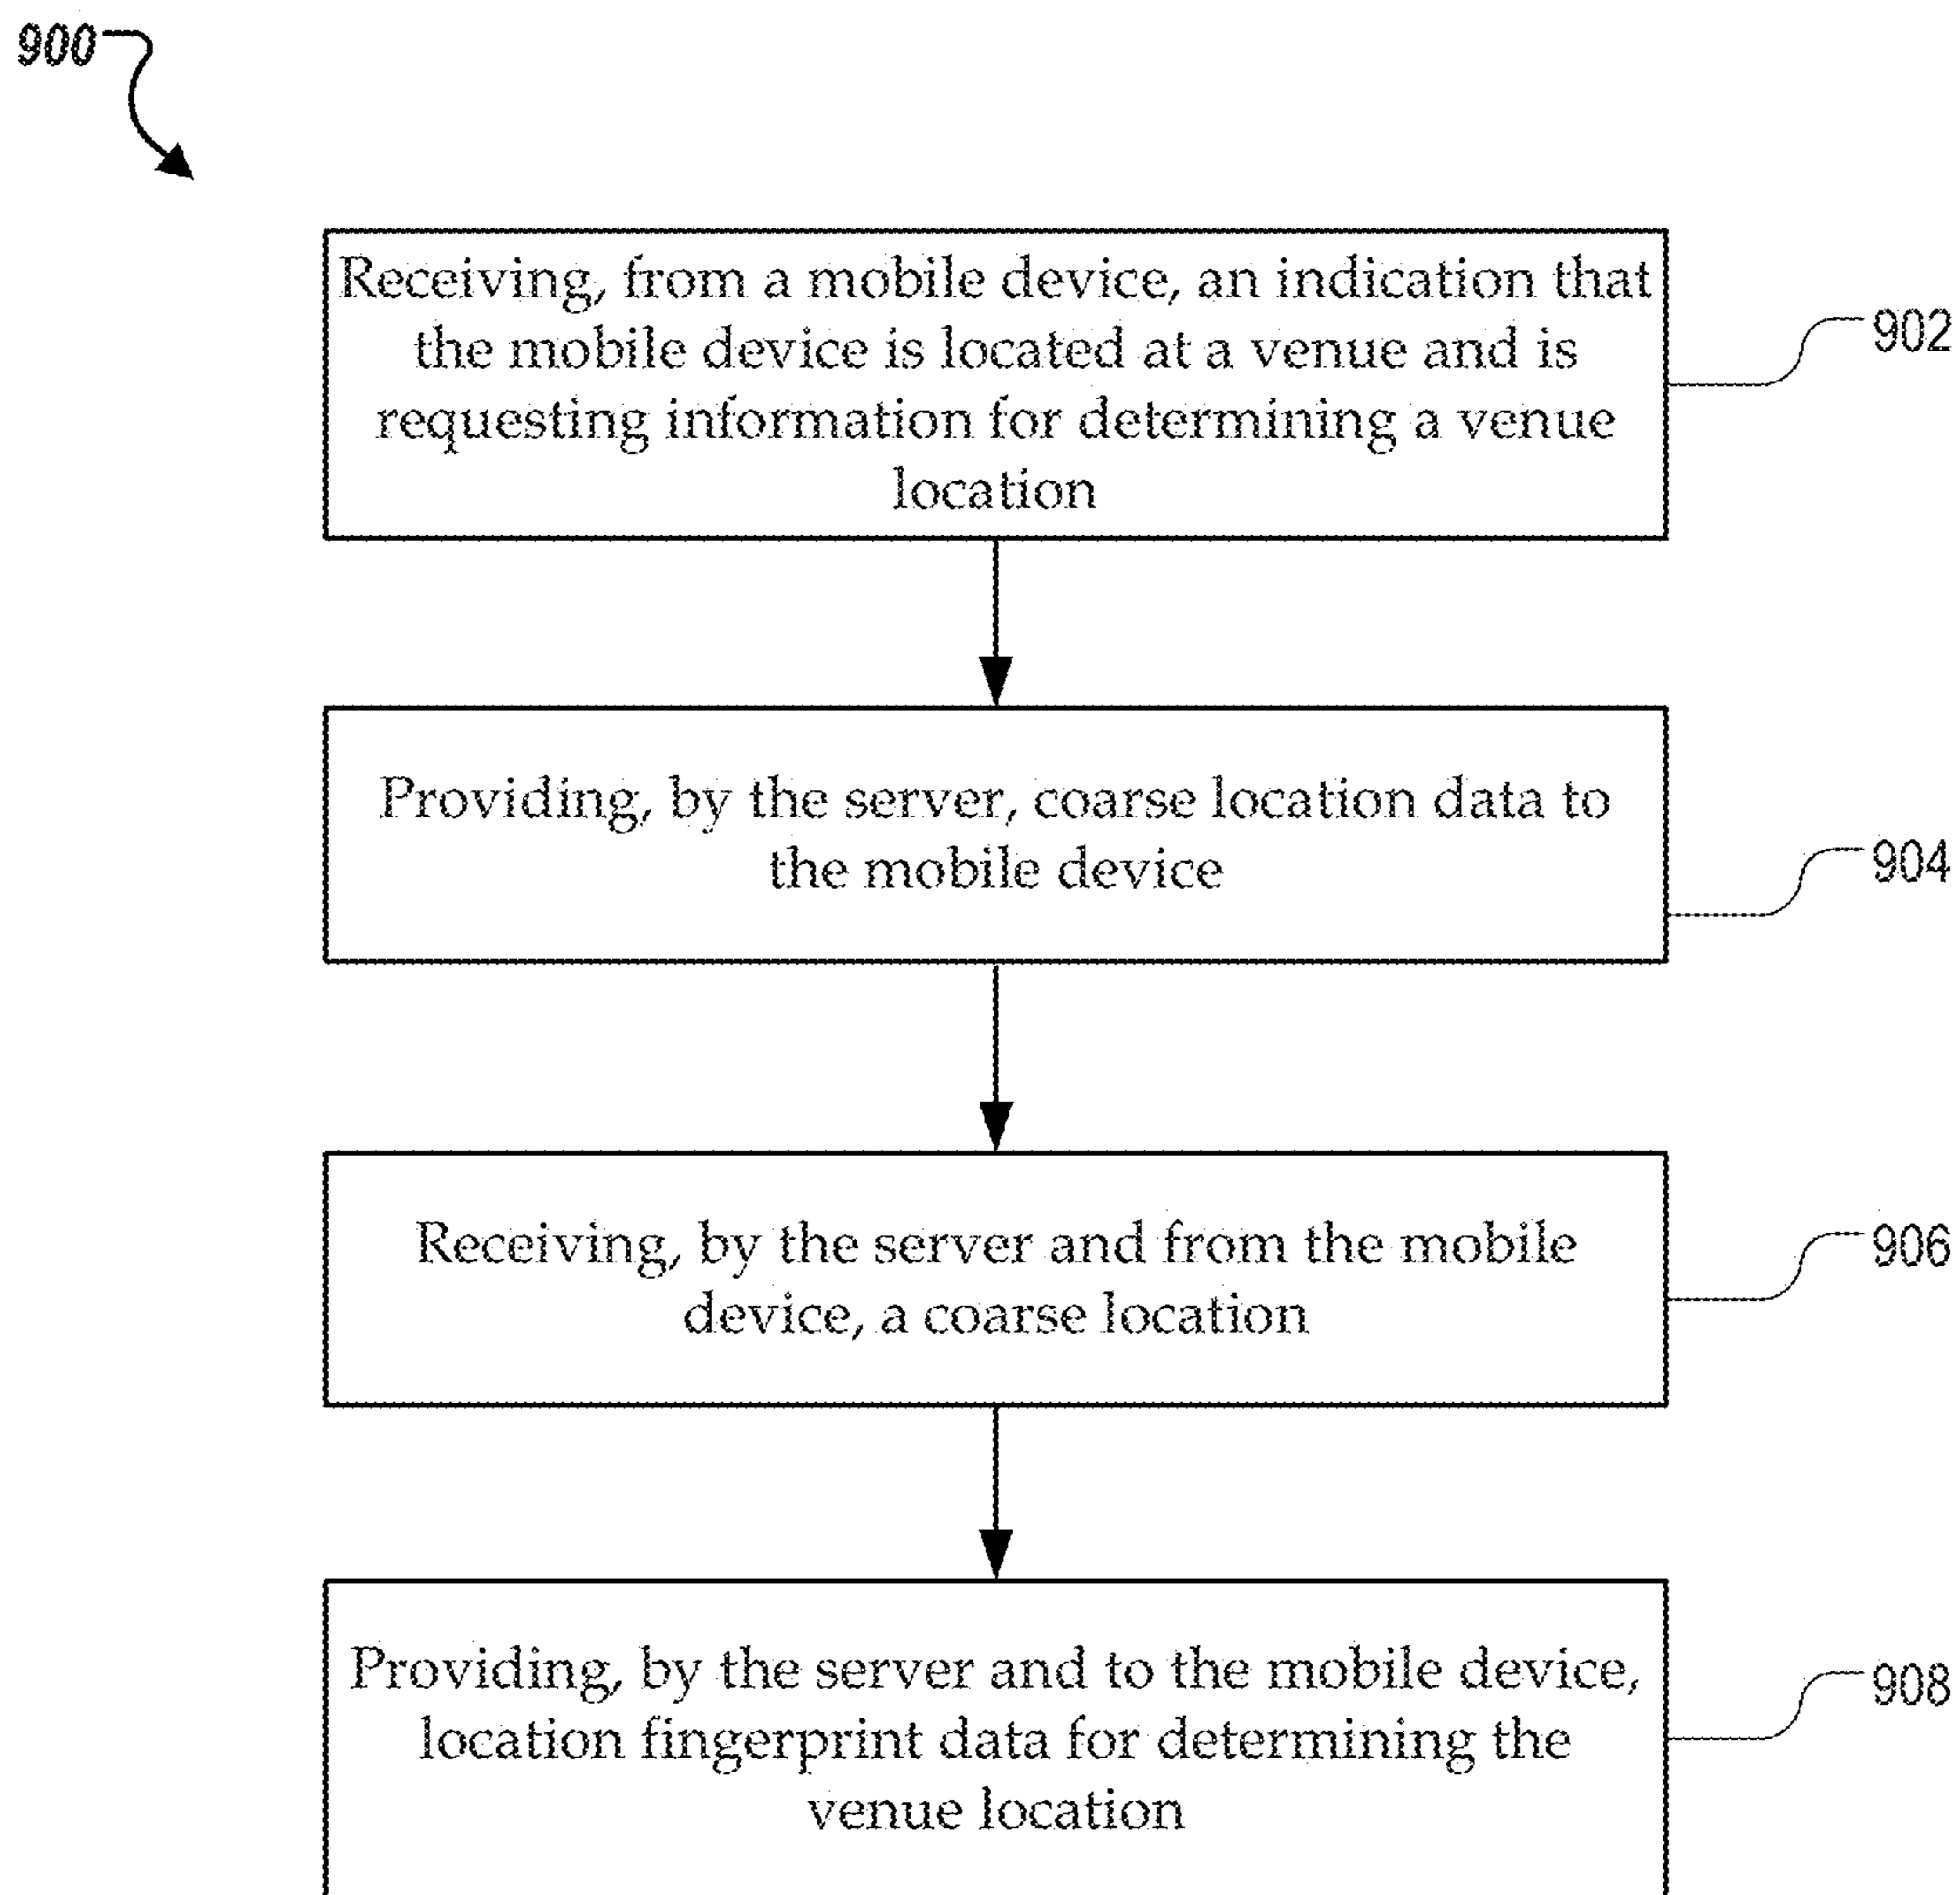 900
Receiving, from a mobile device, an indication that
the mobile device is located at a venue and is
requesting information for determining a venue
location
902
Providing, by the server, coarse location data to
the mobile device
904
Receiving, by the server and from the mobile
device, a coarse location
906
Providing, by the server and to the mobile device,
location fingerprint data for determining the
venue location
908